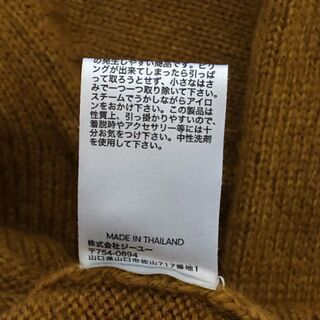 の発生しやすい商品です。ピリ
ングが出来てしまったら引っぱ
って取ろうとせず、小さなはさ
みで一つ一つ取り除いて下さい。
スチームでうかしながらアイロ
ンをおかけ下さい。この製品は
性質上、引っ掛かりやすいので、
着脱時やアクセサリー等には十
分お気をつけ下さい。中性洗剤
を使用して下さい。
MADE IN THAILAND
株式会社ジーユー
〒754-0894
山口県山口市佐山717番地1